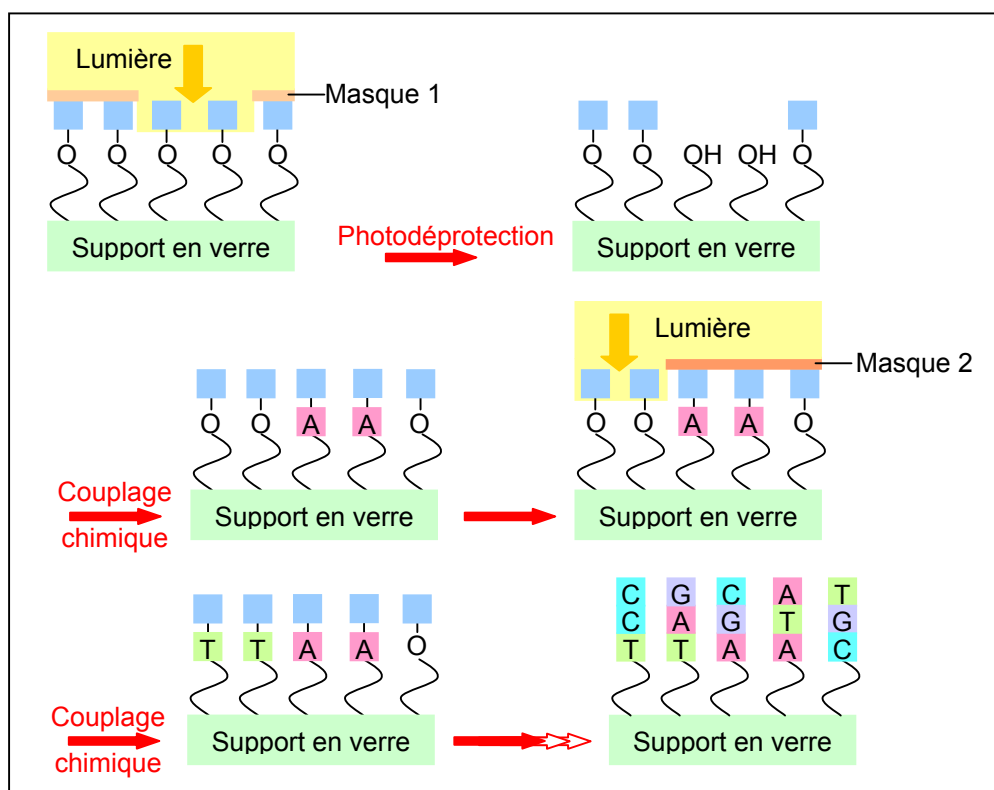 Lumière
Masque 1
O O O O O
Support en verre
Photodéprotection
O O OH OH O
Support en verre
Couplage
chimique
O O A A O
Support en verre
Lumière
Masque 2
O O A A O
Support en verre
Couplage
chimique
T T A A O
Support en verre
C G C A T
C A G T G
T T A A C
Support en verre